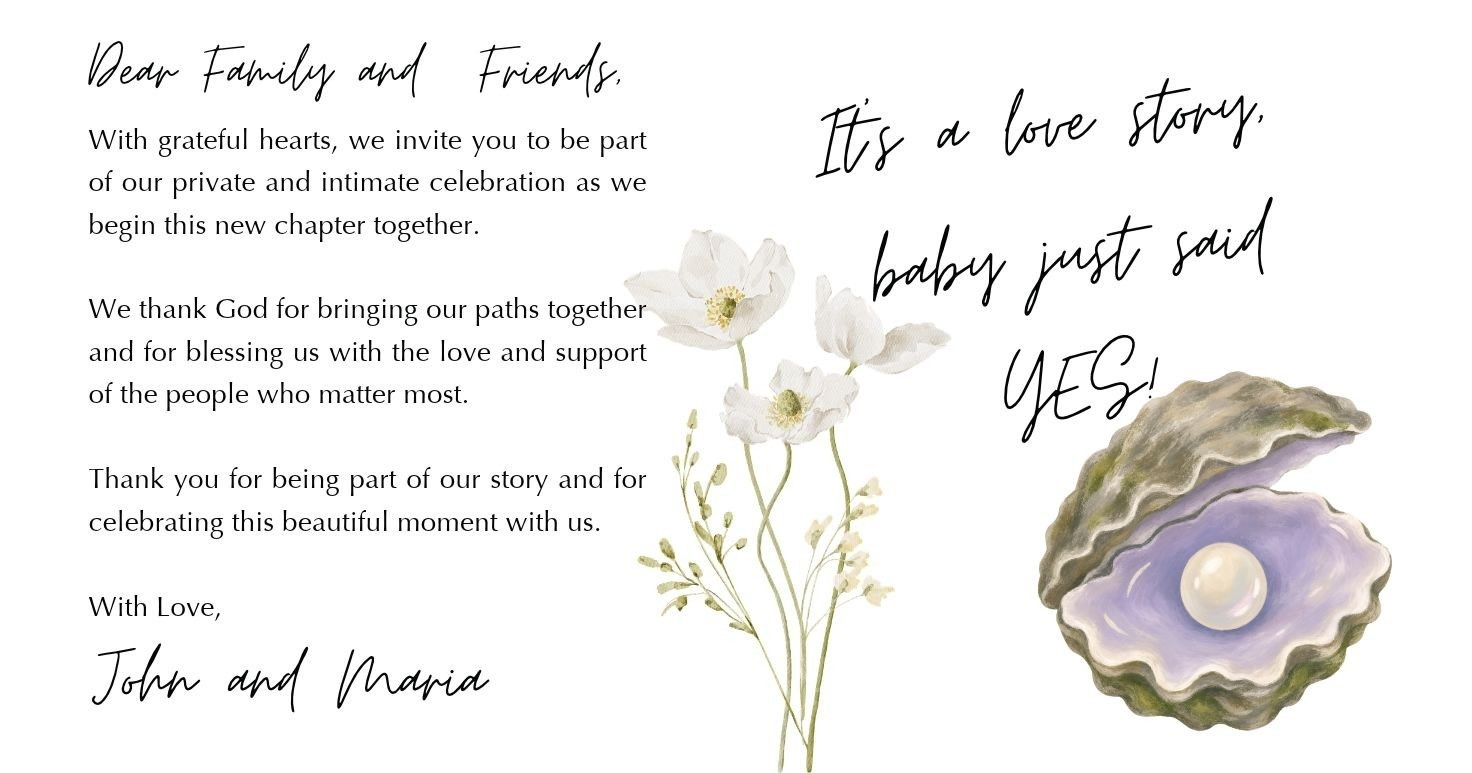 Dear Family and Friends,
With grateful hearts, we invite you to be part
of our private and intimate celebration as we
begin this new chapter together.
We thank God for bringing our paths together
and for blessing us with the love and support
of the people who matter most.
Thank you for being part of our story and for
celebrating this beautiful moment with us.
With Love,
John and Maria
It's a love story,
baby just said
YES!